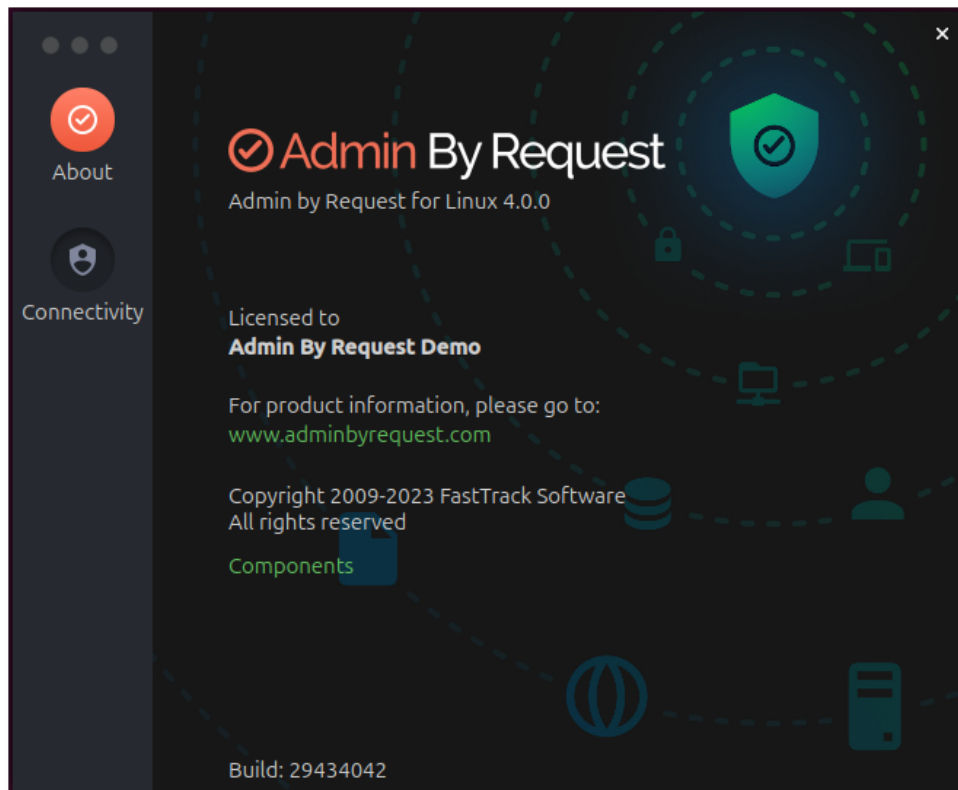 About
Connectivity
Admin By Request
Admin by Request for Linux 4.0.0
Licensed to
Admin By Request Demo
For product information, please go to:
www.adminbyrequest.com
Copyright 2009-2023 FastTrack Software
All rights reserved
Components
Build: 29434042